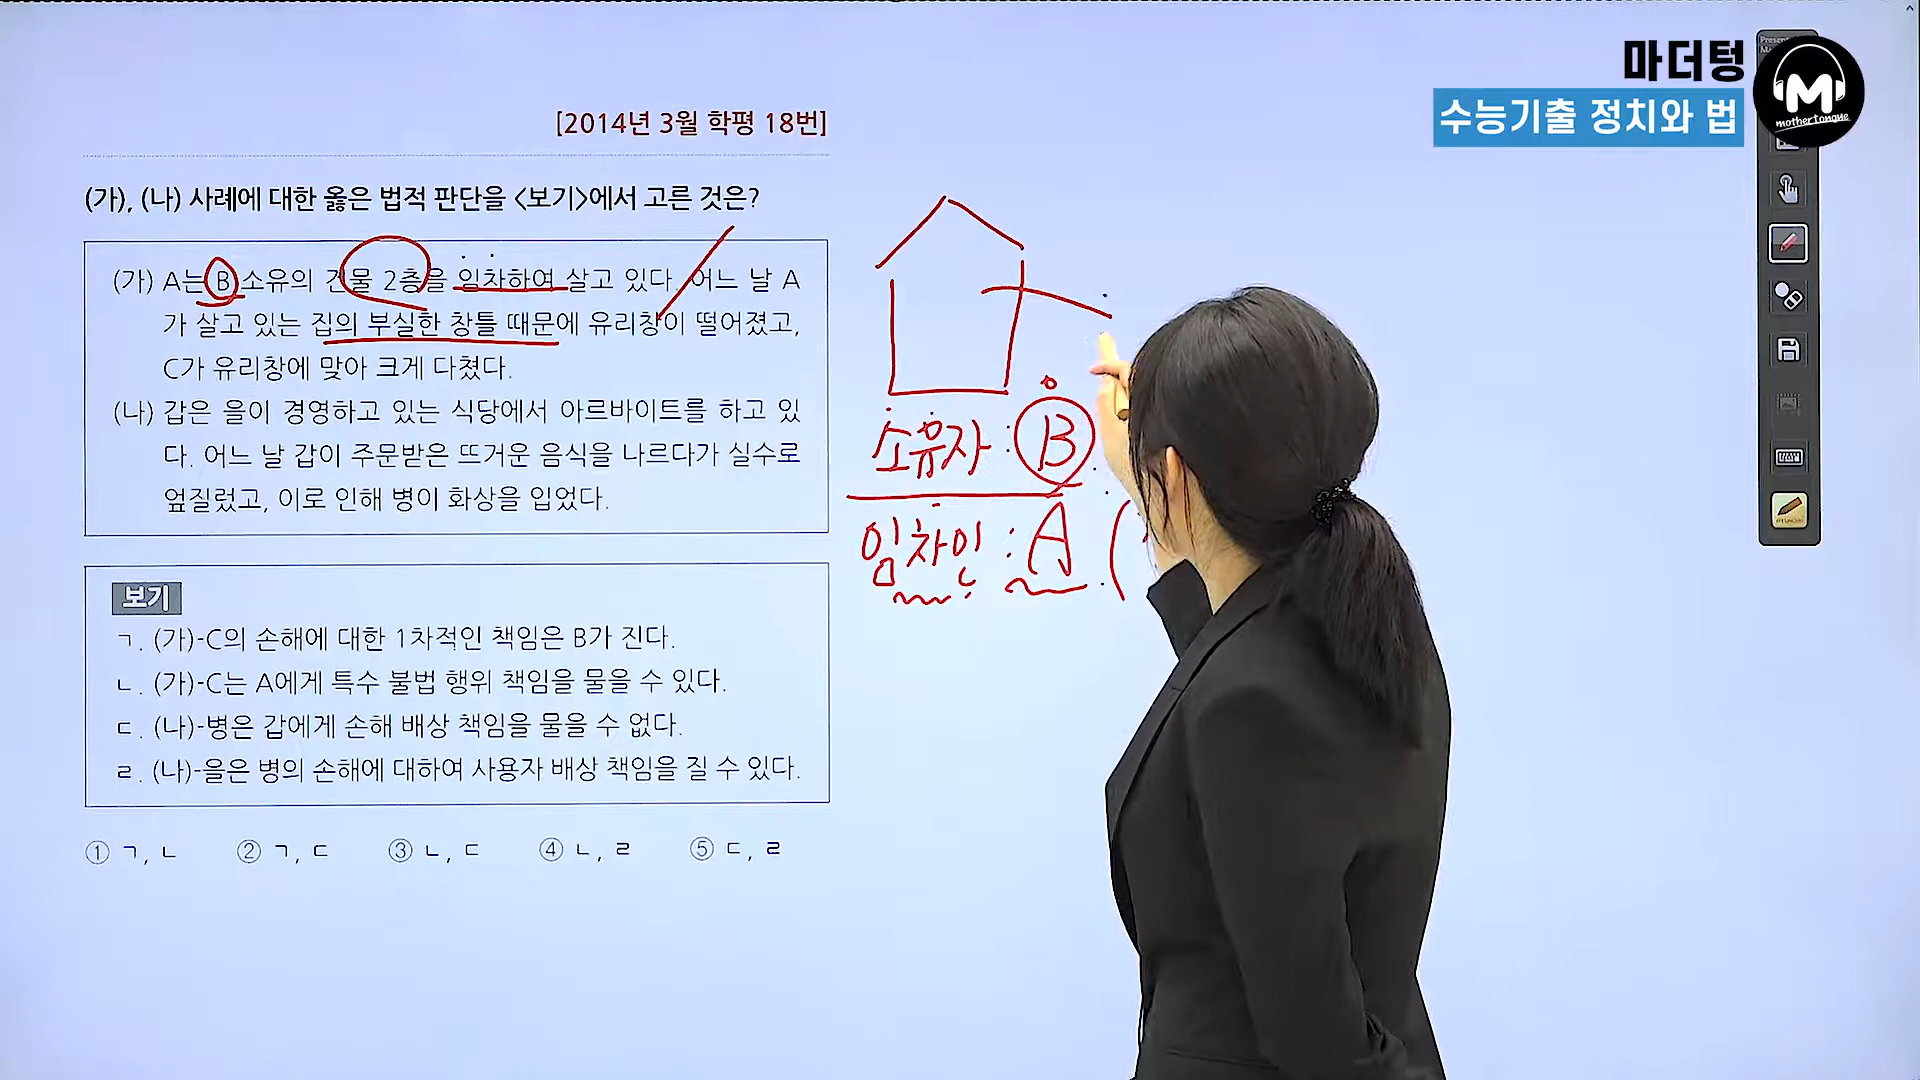 마더텅
수능기출 정치와 법
mothertongue
[2014년 3월 학평 18번]
(가), (나) 사례에 대한 옳은 법적 판단을 <보기>에서 고른 것은?
(가) A는 B 소유의 건물 2층을 임차하여 살고 있다. 어느 날 A
가 살고 있는 집의 부실한 창틀 때문에 유리창이 떨어졌고,
C가 유리창에 맞아 크게 다쳤다.
(나) 갑은 을이 경영하고 있는 식당에서 아르바이트를 하고 있
다. 어느 날 갑이 주문받은 뜨거운 음식을 나르다가 실수로
엎질렀고, 이로 인해 병이 화상을 입었다.
보기
ㄱ. (가)-C의 손해에 대한 1차적인 책임은 B가 진다.
ㄴ. (가)-C는 A에게 특수 불법 행위 책임을 물을 수 있다.
ㄷ. (나)-병은 갑에게 손해 배상 책임을 물을 수 없다.
ㄹ. (나)-을은 병의 손해에 대하여 사용자 배상 책임을 질 수 있다.
① ㄱ, ㄴ ② ㄱ, ㄷ ③ ㄴ, ㄷ ④ ㄴ, ㄹ ⑤ ㄷ, ㄹ
소유자 : B
임차인 : A (